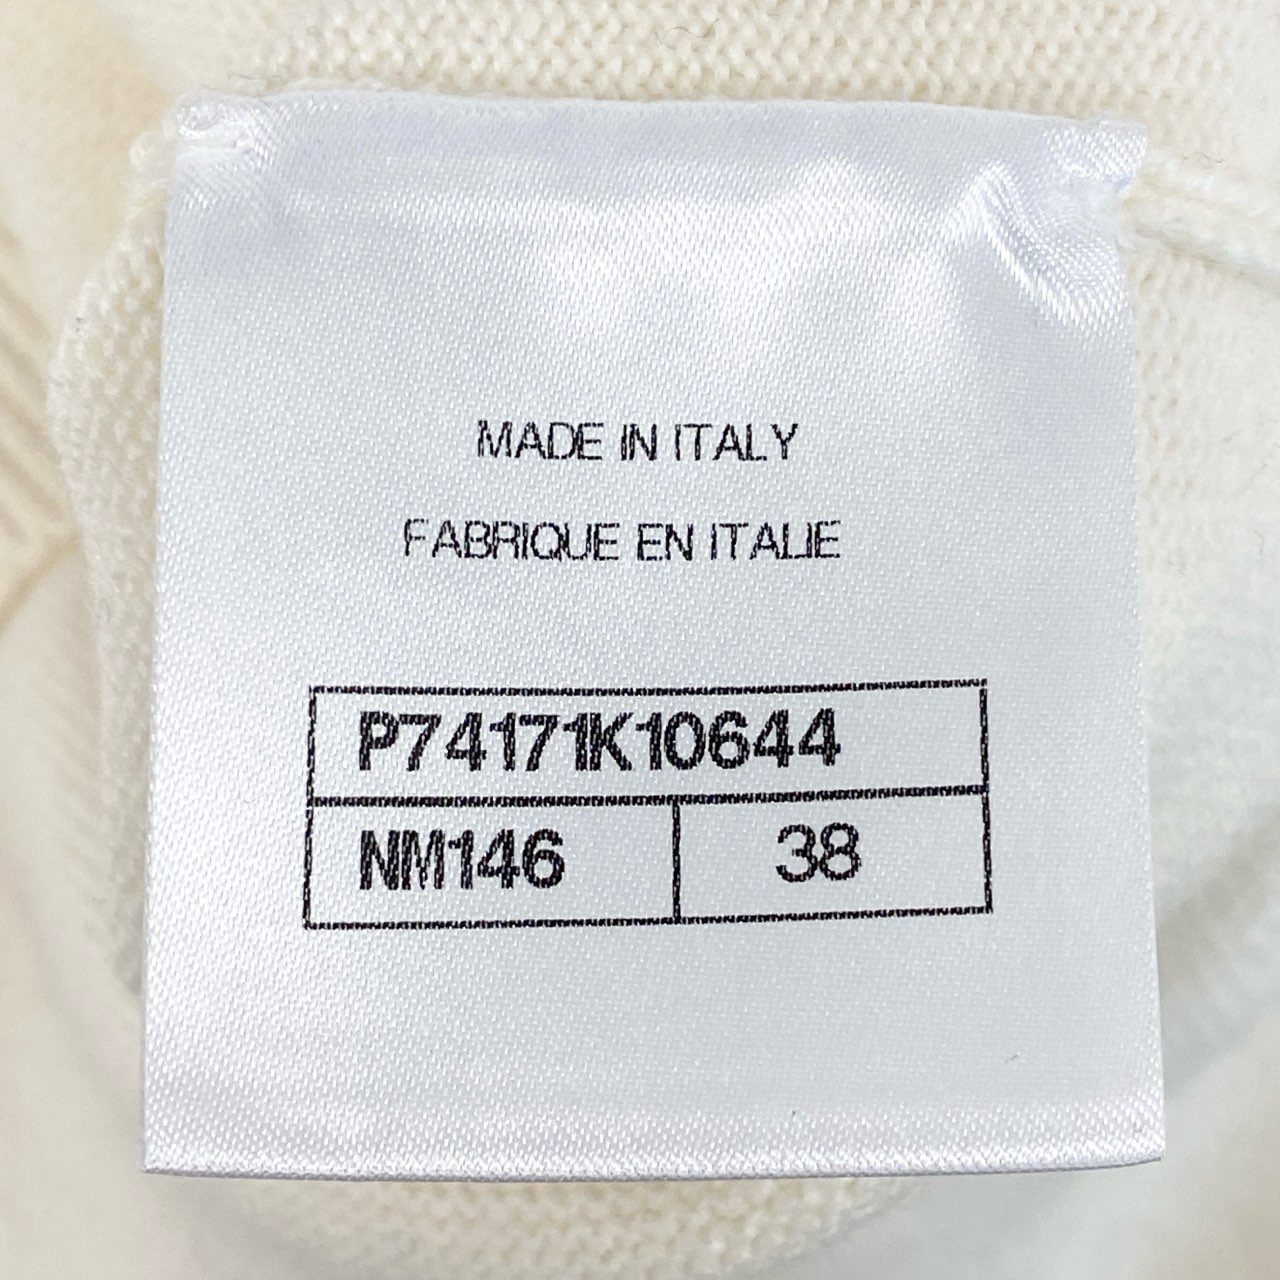 MADE IN ITALY
FABRIQUE EN ITALIE
P74171K10644
NM146 38